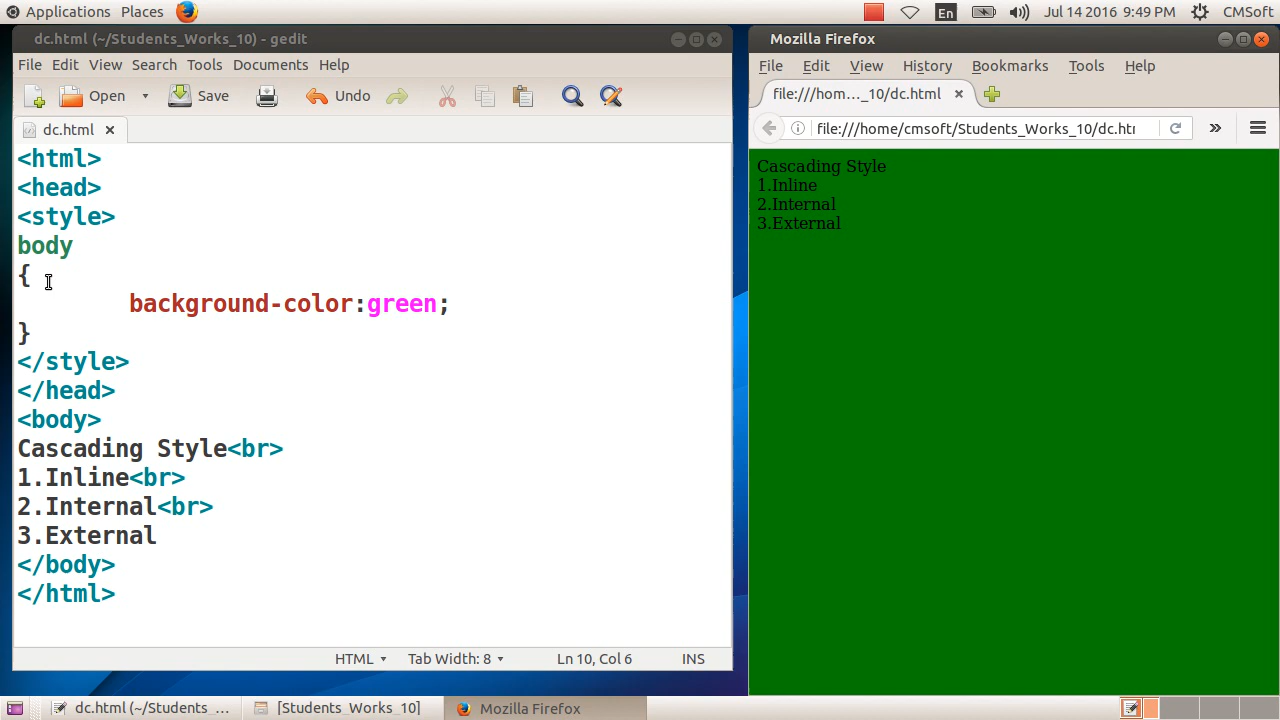 Applications Places En Jul 14 2016 9:49 PM CMSoft
dc.html (~/Students_Works_10) - gedit
File Edit View Search Tools Documents Help
Open Save Undo
dc.html
<html>
<head>
<style>
body
{
background-color:green;
}
</style>
</head>
<body>
Cascading Style<br>
1.Inline<br>
2.Internal<br>
3.External
</body>
</html>
HTML Tab Width: 8 Ln 10, Col 6 INS
Mozilla Firefox
File Edit View History Bookmarks Tools Help
file:///hom..._10/dc.html
file:///home/cmsoft/Students_Works_10/dc.htr
Cascading Style
1.Inline
2.Internal
3.External
dc.html (~/Students_... [Students_Works_10] Mozilla Firefox